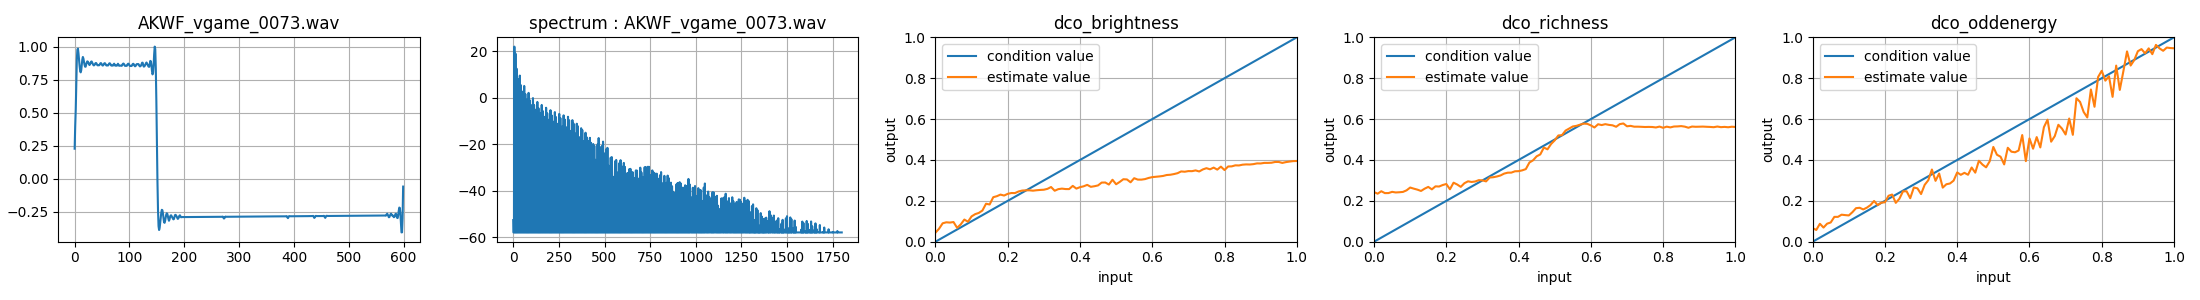 AKWF_vgame_0073.wav
1.00
0.75
0.50
0.25
0.00
−0.25
0 100 200 300 400 500 600
spectrum : AKWF_vgame_0073.wav
20
0
−20
−40
−60
0 250 500 750 1000 1250 1500 1750
dco_brightness
condition value
estimate value
output
1.0
0.8
0.6
0.4
0.2
0.0
0.0 0.2 0.4 0.6 0.8 1.0
input
dco_richness
condition value
estimate value
output
1.0
0.8
0.6
0.4
0.2
0.0
0.0 0.2 0.4 0.6 0.8 1.0
input
dco_oddenergy
condition value
estimate value
output
1.0
0.8
0.6
0.4
0.2
0.0
0.0 0.2 0.4 0.6 0.8 1.0
input